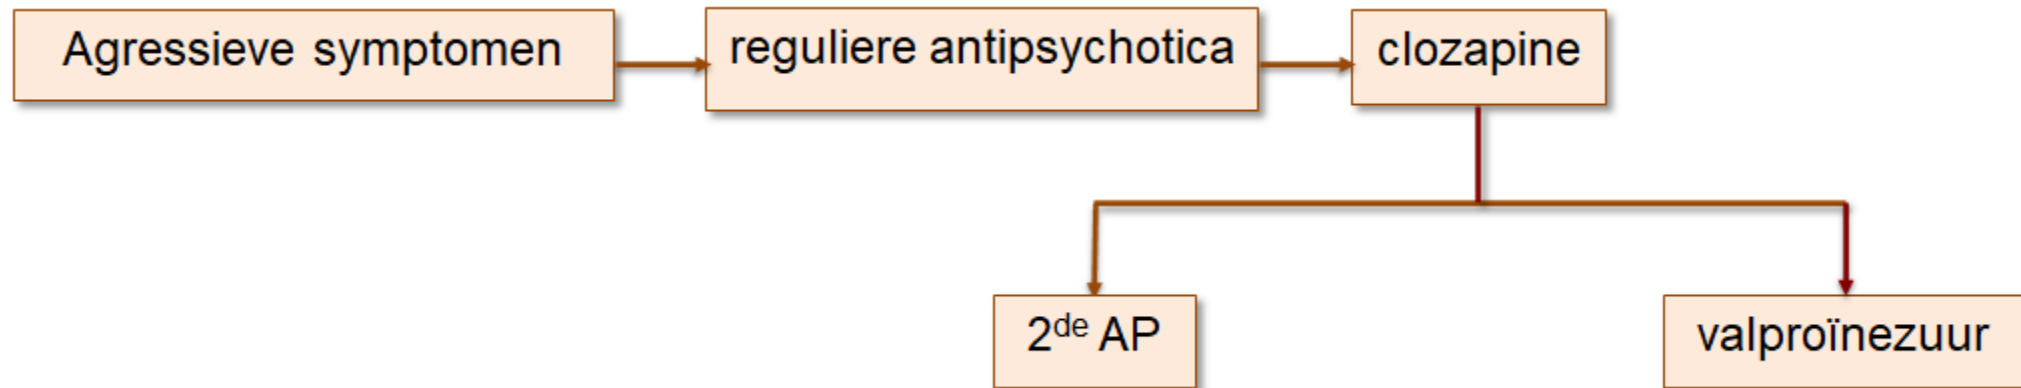 Agressieve symptomen
reguliere antipsychotica
clozapine
2de AP
valproïnezuur